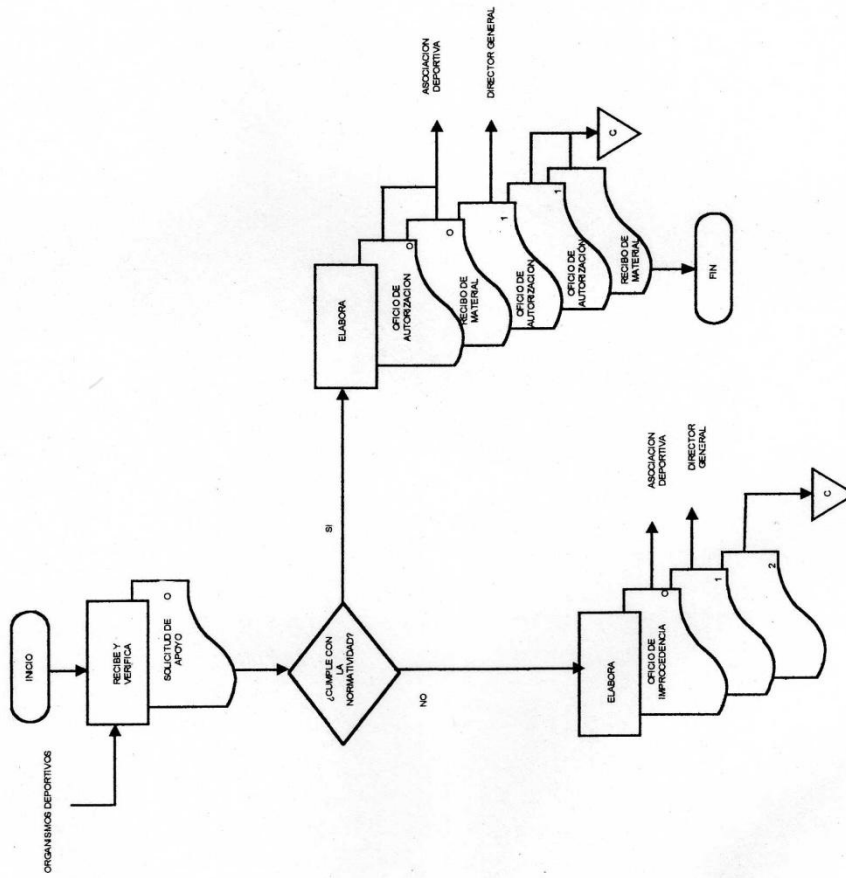 INICIO
ORGANISMOS DEPORTIVOS
RECIBE Y
VERIFICA
SOLICITUD DE
APOYO
O
¿CUMPLE CON
LA
NORMATIVIDAD?
SI
NO
ELABORA
OFICIO DE
AUTORIZACION
O
RECIBO DE
MATERIAL
O
OFICIO DE
AUTORIZACION
1
OFICIO DE
AUTORIZACIÓN
1
RECIBO DE
MATERIAL
1
ASOCIACION
DEPORTIVA
DIRECTOR GENERAL
C
FIN
ELABORA
OFICIO DE
IMPROCEDENCIA
O
1
2
ASOCIACION
DEPORTIVA
DIRECTOR
GENERAL
C